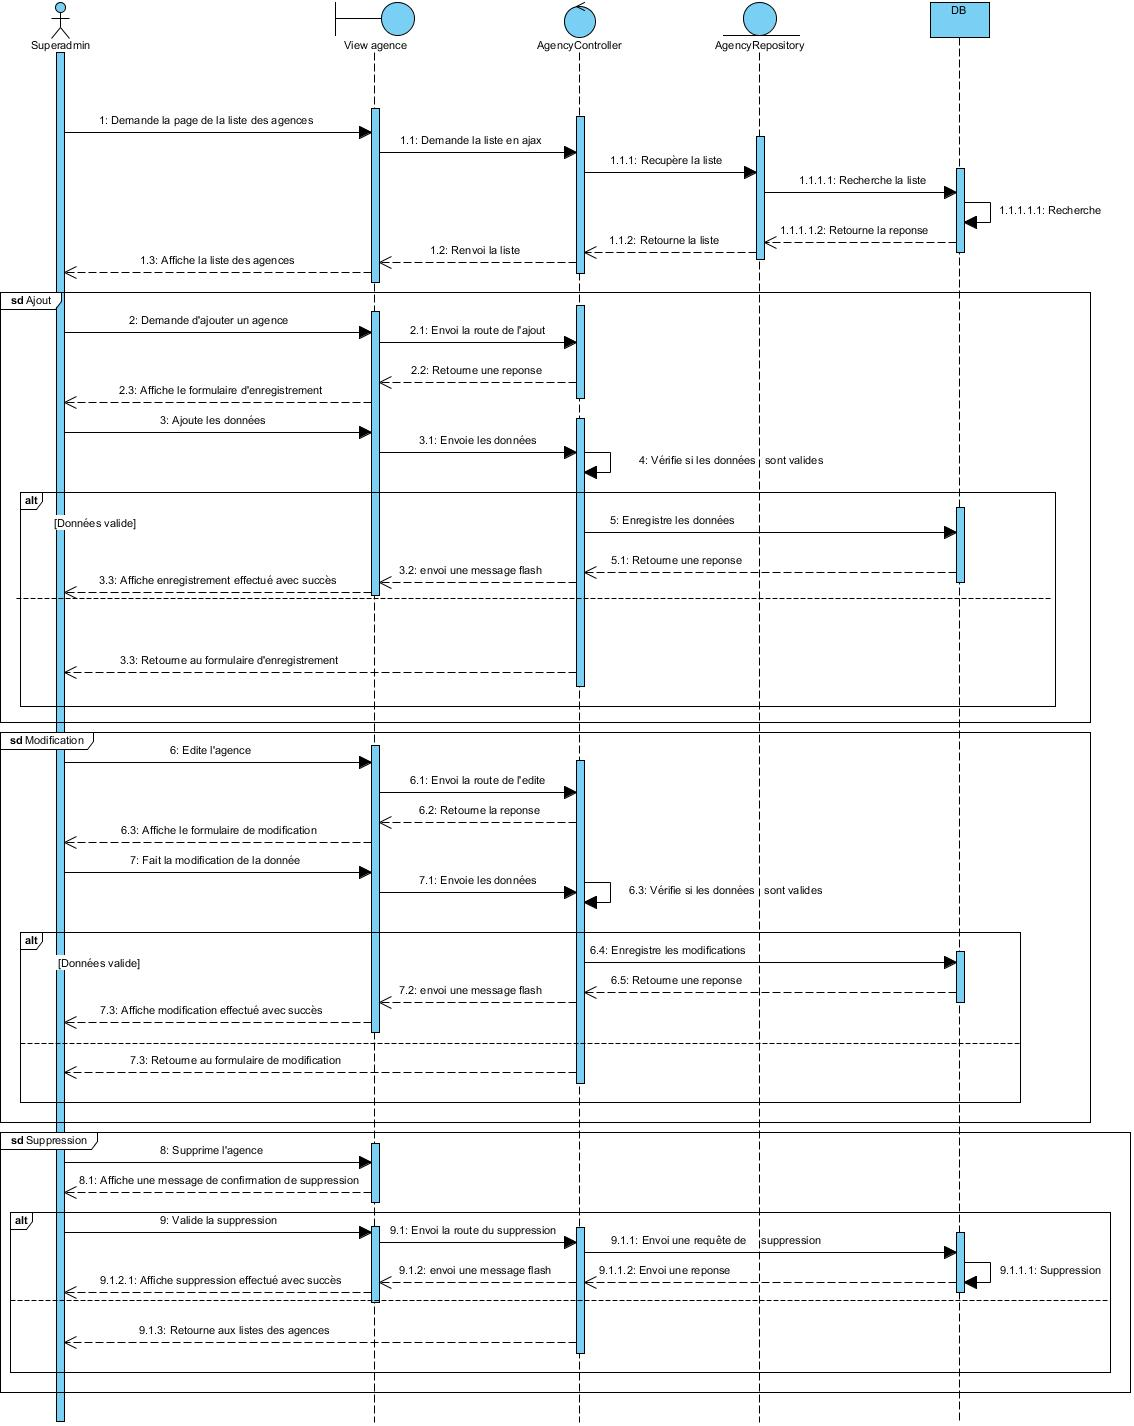 Superadmin
View agence
AgencyController
AgencyRepository
DB
1: Demande la page de la liste des agences
1.1: Demande la liste en ajax
1.1.1: Recupère la liste
1.1.1.1: Recherche la liste
1.1.1.1.1: Recherche
1.1.1.1.2: Retourne la reponse
1.1.2: Retourne la liste
1.2: Renvoi la liste
1.3: Affiche la liste des agences
sd Ajout
2: Demande d'ajouter un agence
2.1: Envoi la route de l'ajout
2.2: Retourne une reponse
2.3: Affiche le formulaire d'enregistrement
3: Ajoute les données
3.1: Envoie les données
4: Vérifie si les données sont valides
alt
[Données valide]
5: Enregistre les données
5.1: Retourne une reponse
3.2: envoi une message flash
3.3: Affiche enregistrement effectué avec succès
3.3: Retourne au formulaire d'enregistrement
sd Modification
6: Edite l'agence
6.1: Envoi la route de l'edite
6.2: Retourne la reponse
6.3: Affiche le formulaire de modification
7: Fait la modification de la donnée
7.1: Envoie les données
6.3: Vérifie si les données sont valides
alt
[Données valide]
6.4: Enregistre les modifications
6.5: Retourne une reponse
7.2: envoi une message flash
7.3: Affiche modification effectué avec succès
7.3: Retourne au formulaire de modification
sd Suppression
8: Supprime l'agence
8.1: Affiche une message de confirmation de suppression
alt
9: Valide la suppression
9.1: Envoi la route du suppression
9.1.1: Envoi une requête de suppression
9.1.1.1: Suppression
9.1.1.2: Envoi une reponse
9.1.2: envoi une message flash
9.1.2.1: Affiche suppression effectué avec succès
9.1.3: Retourne aux listes des agences